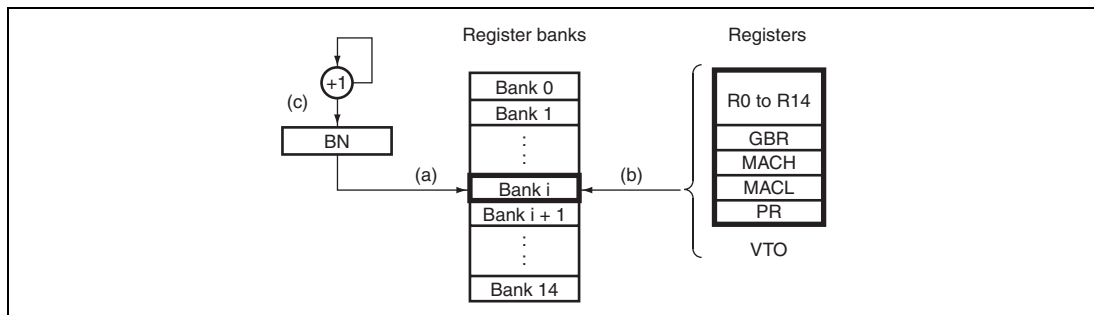 Register banks
Registers
+1
(c)
BN
(a)
Bank 0
Bank 1
Bank i
Bank i + 1
Bank 14
(b)
R0 to R14
GBR
MACH
MACL
PR
VTO